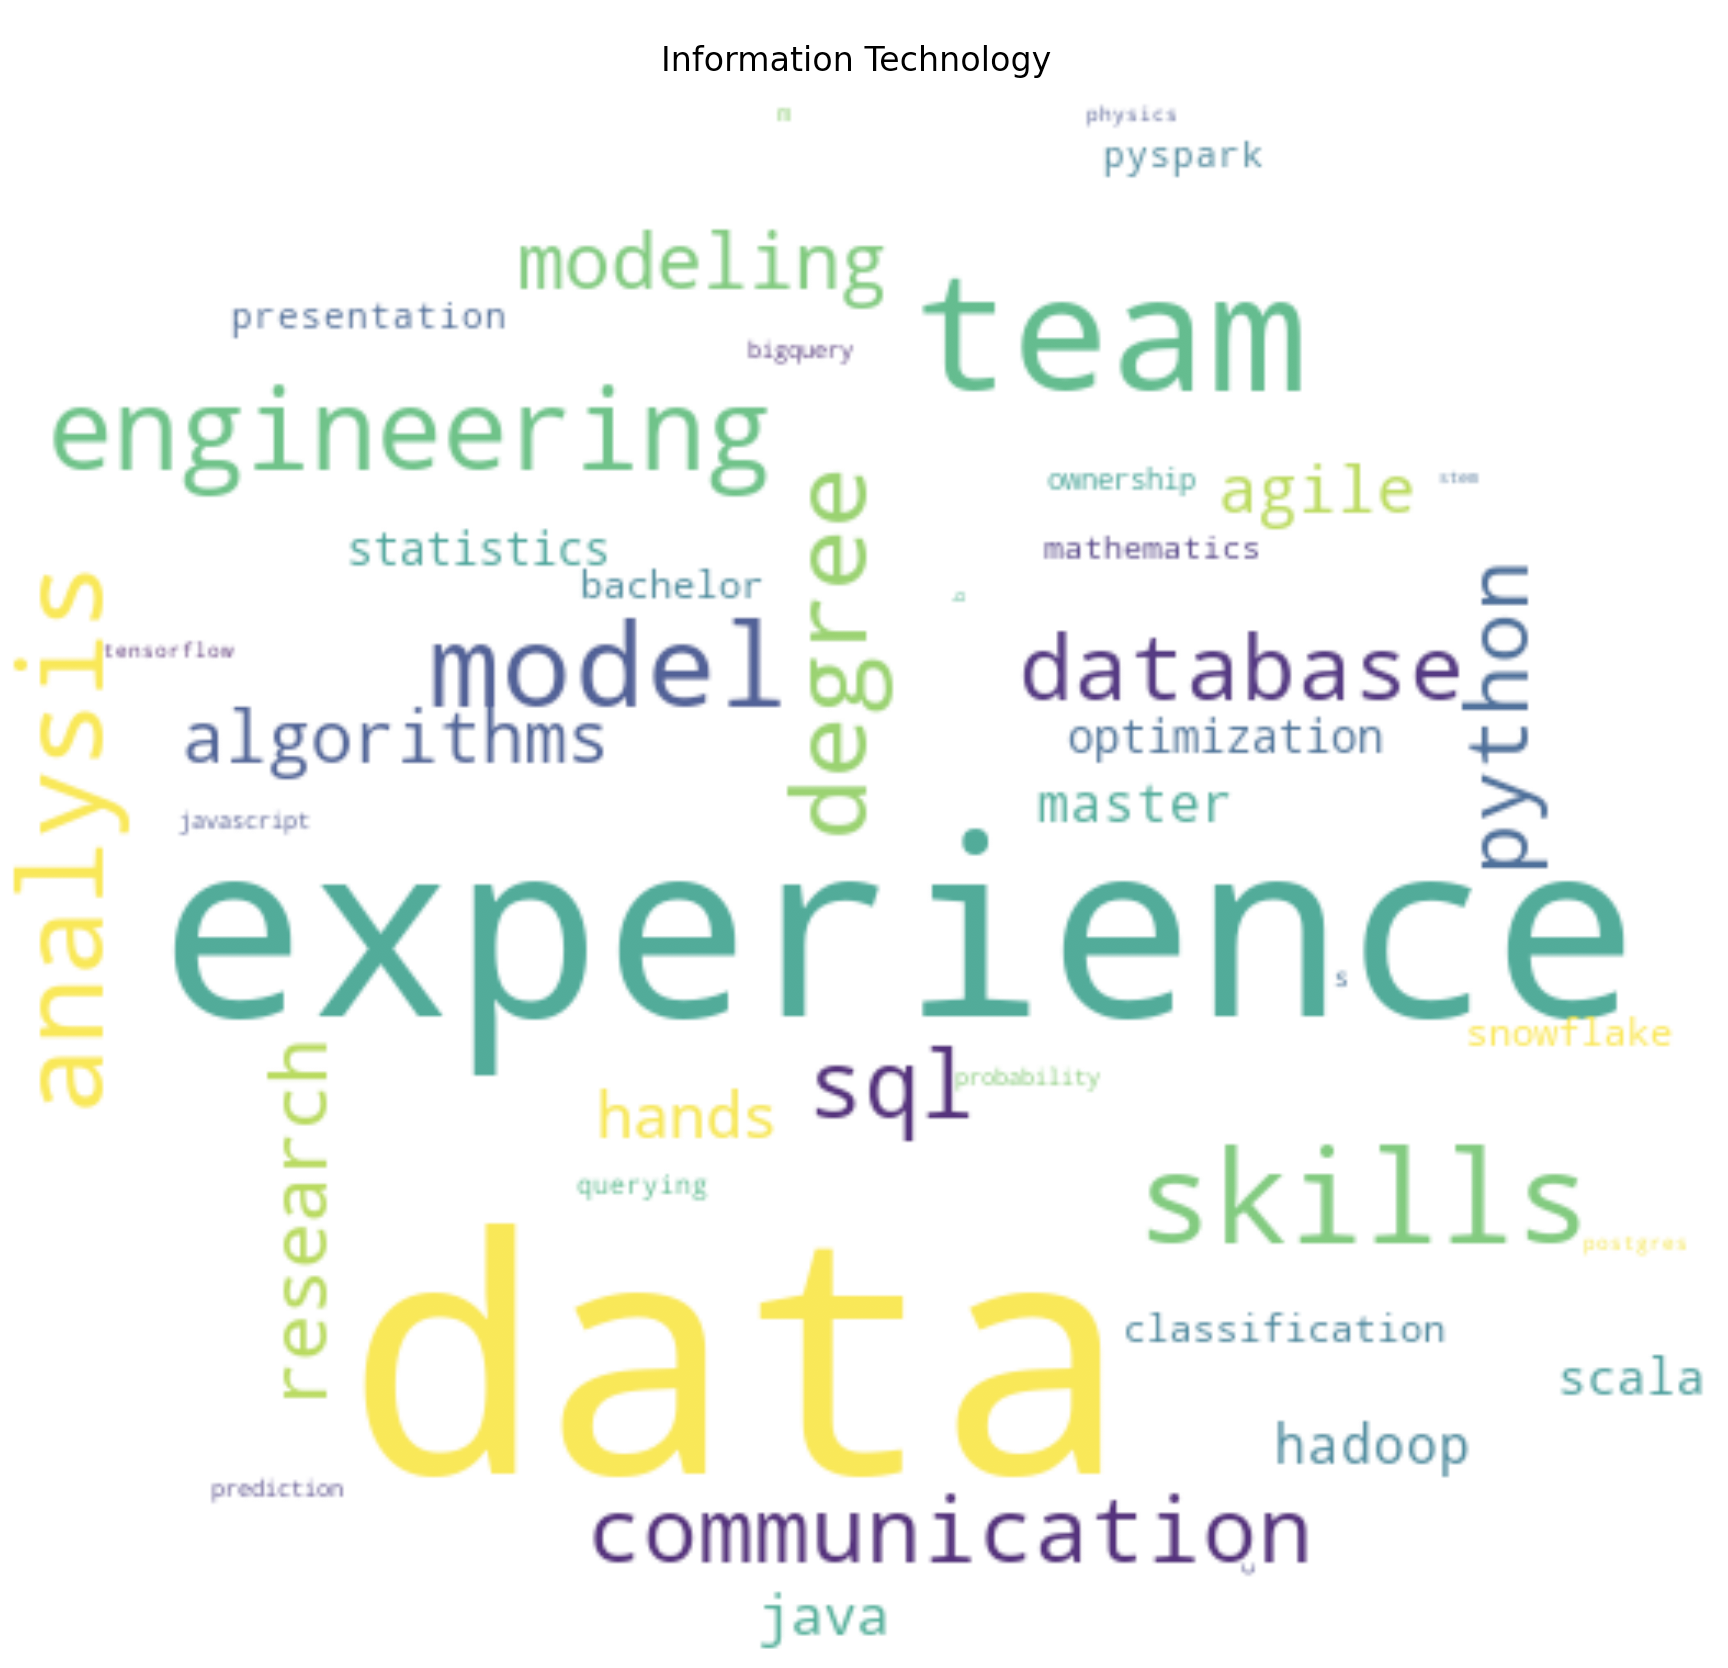 Information Technology
m
physics
pyspark
modeling
team
presentation
bigquery
engineering
ownership
agile
stem
degree
statistics
mathematics
bachelor
analysis
python
tensorflow
model
database
algorithms
optimization
master
javascript
experience
s
snowflake
research
sql
probability
hands
querying
skills
postgres
data
classification
scala
hadoop
prediction
communication
java